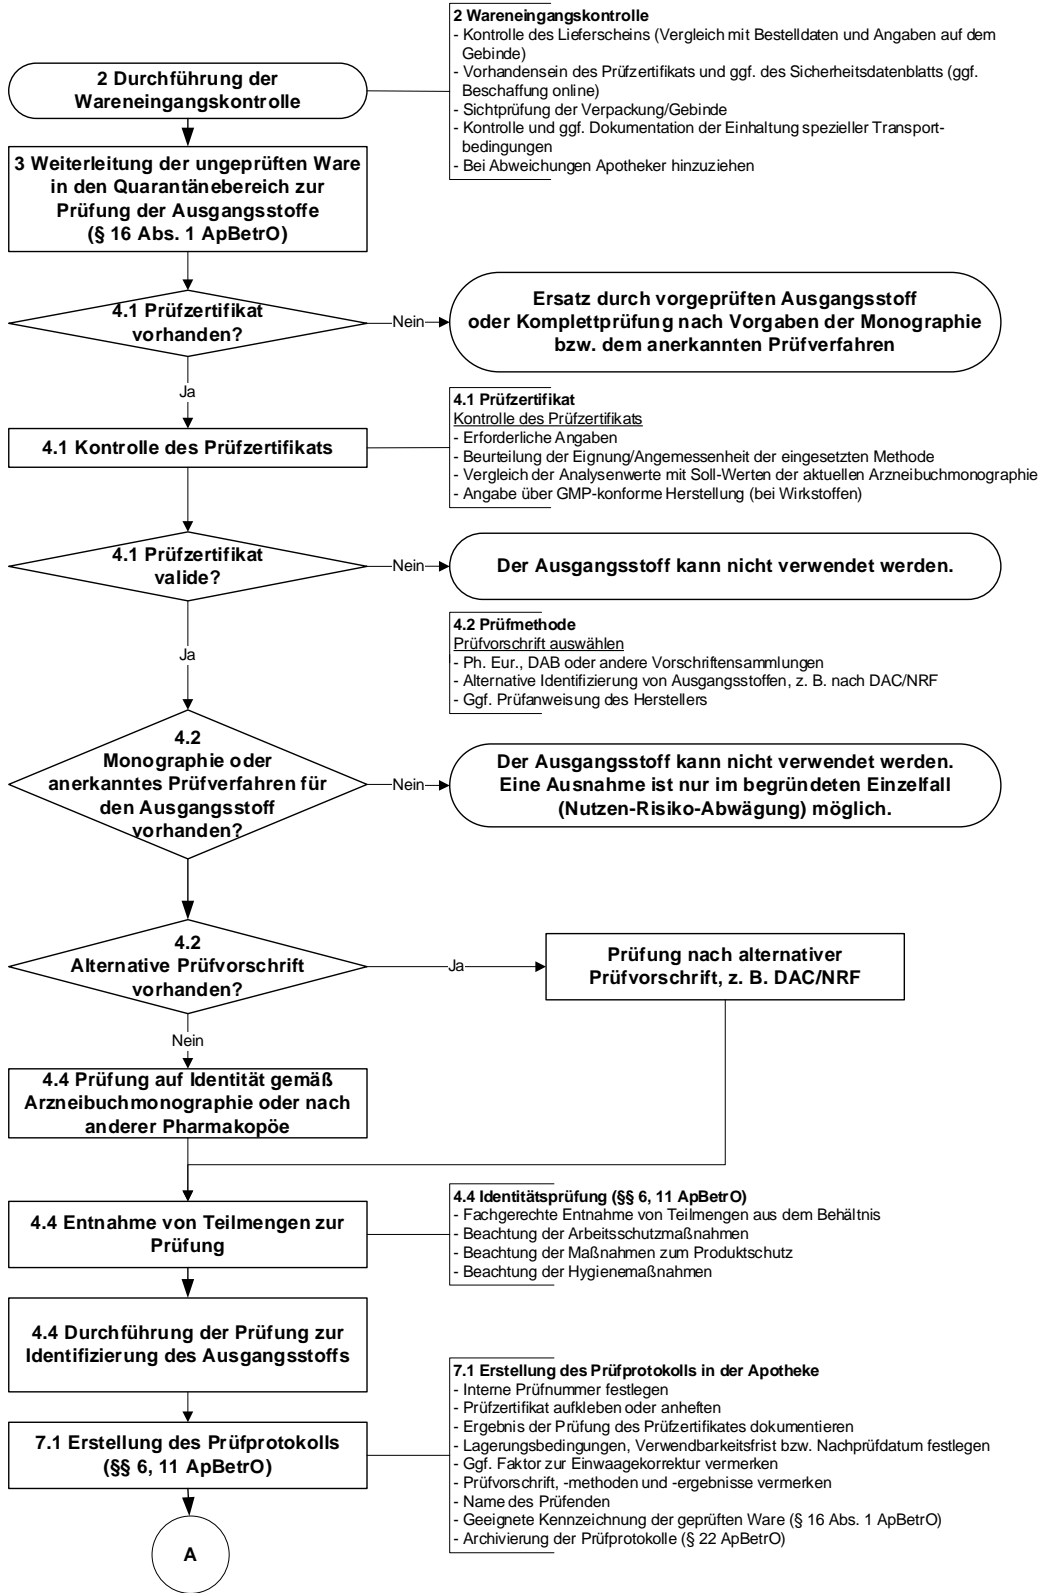 2 Wareneingangskontrolle
- Kontrolle des Lieferscheins (Vergleich mit Bestelldaten und Angaben auf dem
Gebinde)
- Vorhandensein des Prüfzertifikats und ggf. des Sicherheitsdatenblatts (ggf.
Beschaffung online)
- Sichtprüfung der Verpackung/Gebinde
- Kontrolle und ggf. Dokumentation der Einhaltung spezieller Transport-
bedingungen
- Bei Abweichungen Apotheker hinzuziehen
2 Durchführung der
Wareneingangskontrolle
3 Weiterleitung der ungeprüften Ware
in den Quarantänebereich zur
Prüfung der Ausgangsstoffe
(§ 16 Abs. 1 ApBetrO)
4.1 Prüfzertifikat
vorhanden?
Nein
Ersatz durch vorgeprüften Ausgangsstoff
oder Komplettprüfung nach Vorgaben der Monographie
bzw. dem anerkannten Prüfverfahren
Ja
4.1 Kontrolle des Prüfzertifikats
4.1 Prüfzertifikat
Kontrolle des Prüfzertifikats
- Erforderliche Angaben
- Beurteilung der Eignung/Angemessenheit der eingesetzten Methode
- Vergleich der Analysenwerte mit Soll-Werten der aktuellen Arzneibuchmonographie
- Angabe über GMP-konforme Herstellung (bei Wirkstoffen)
4.1 Prüfzertifikat
valide?
Nein
Der Ausgangsstoff kann nicht verwendet werden.
Ja
4.2 Prüfmethode
Prüfvorschrift auswählen
- Ph. Eur., DAB oder andere Vorschriftensammlungen
- Alternative Identifizierung von Ausgangsstoffen, z. B. nach DAC/NRF
- Ggf. Prüfanweisung des Herstellers
4.2
Monographie oder
anerkanntes Prüfverfahren für
den Ausgangsstoff
vorhanden?
Nein
Der Ausgangsstoff kann nicht verwendet werden.
Eine Ausnahme ist nur im begründeten Einzelfall
(Nutzen-Risiko-Abwägung) möglich.
4.2
Alternative Prüfvorschrift
vorhanden?
Ja
Prüfung nach alternativer
Prüfvorschrift, z. B. DAC/NRF
Nein
4.4 Prüfung auf Identität gemäß
Arzneibuchmonographie oder nach
anderer Pharmakopöe
4.4 Entnahme von Teilmengen zur
Prüfung
4.4 Identitätsprüfung (§§ 6, 11 ApBetrO)
- Fachgerechte Entnahme von Teilmengen aus dem Behältnis
- Beachtung der Arbeitsschutzmaßnahmen
- Beachtung der Maßnahmen zum Produktschutz
- Beachtung der Hygienemaßnahmen
4.4 Durchführung der Prüfung zur
Identifizierung des Ausgangsstoffs
7.1 Erstellung des Prüfprotokolls
(§§ 6, 11 ApBetrO)
7.1 Erstellung des Prüfprotokolls in der Apotheke
- Interne Prüfnummer festlegen
- Prüfzertifikat aufkleben oder anheften
- Ergebnis der Prüfung des Prüfzertifikates dokumentieren
- Lagerungsbedingungen, Verwendbarkeitsfrist bzw. Nachprüfdatum festlegen
- Ggf. Faktor zur Einwaagekorrektur vermerken
- Prüfvorschrift, -methoden und -ergebnisse vermerken
- Name des Prüfenden
- Geeignete Kennzeichnung der geprüften Ware (§ 16 Abs. 1 ApBetrO)
- Archivierung der Prüfprotokolle (§ 22 ApBetrO)
A